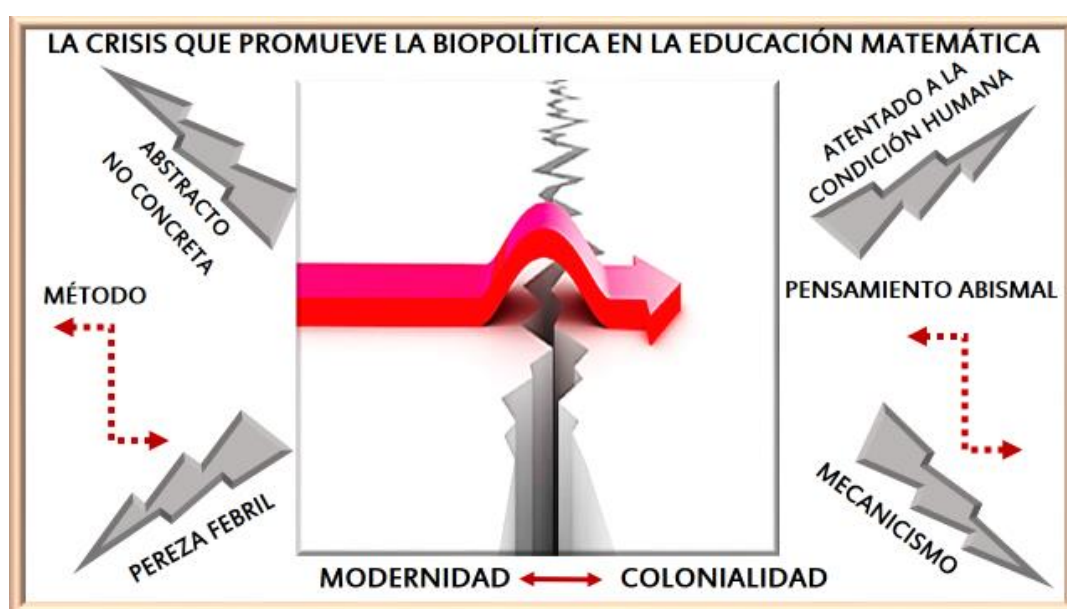 LA CRISIS QUE PROMUEVE LA BIOPOLÍTICA EN LA EDUCACIÓN MATEMÁTICA
ABSTRACTO
NO CONCRETA
ATENTADO A LA
CONDICIÓN HUMANA
MÉTODO
PENSAMIENTO ABISMAL
PEREZA FEBRIL
MECANICISMO
MODERNIDAD COLONIALIDAD